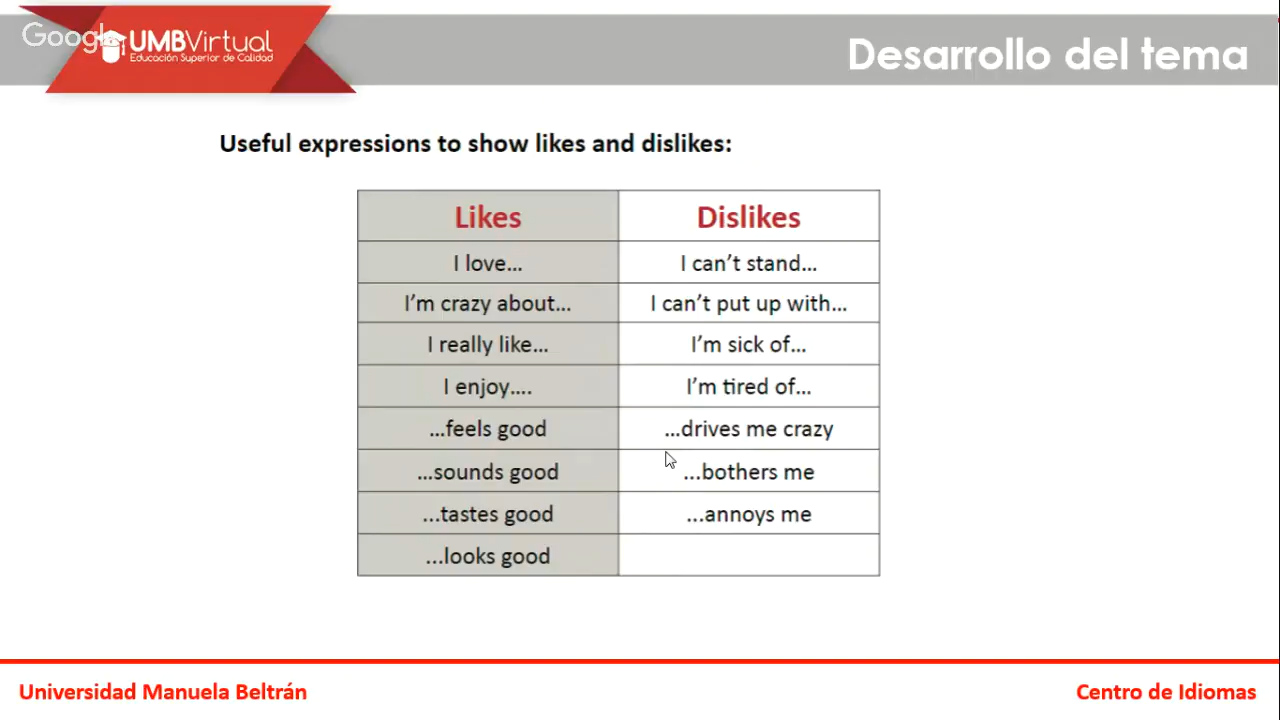 Google
UMBVirtual
Educación Superior de Calidad
Desarrollo del tema
Useful expressions to show likes and dislikes:
Likes Dislikes
I love... I can't stand...
I'm crazy about... I can't put up with...
I really like... I'm sick of...
I enjoy.... I'm tired of...
...feels good ...drives me crazy
...sounds good ...bothers me
...tastes good ...annoys me
...looks good
Universidad Manuela Beltrán Centro de Idiomas